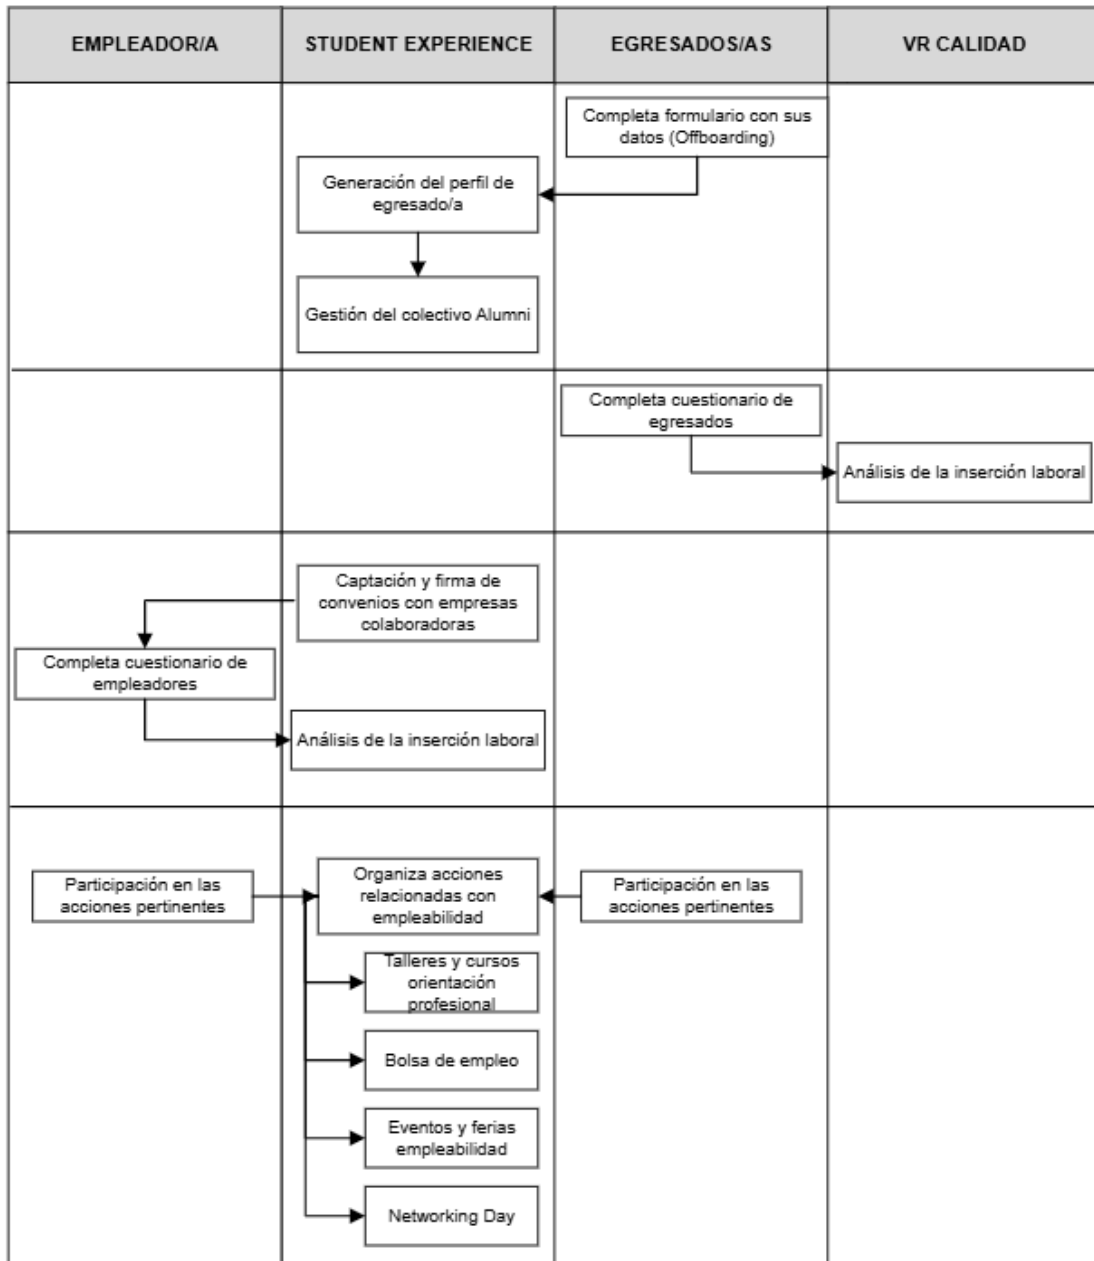 EMPLEADOR/A
STUDENT EXPERIENCE
EGRESADOS/AS
VR CALIDAD
Completa formulario con sus
datos (Offboarding)
Generación del perfil de
egresado/a
Gestión del colectivo Alumni
Completa cuestionario de
egresados
Análisis de la inserción laboral
Captación y firma de
convenios con empresas
colaboradoras
Completa cuestionario de
empleadores
Análisis de la inserción laboral
Participación en las
acciones pertinentes
Organiza acciones
relacionadas con
empleabilidad
Participación en las
acciones pertinentes
Talleres y cursos
orientación
profesional
Bolsa de empleo
Eventos y ferias
empleabilidad
Networking Day